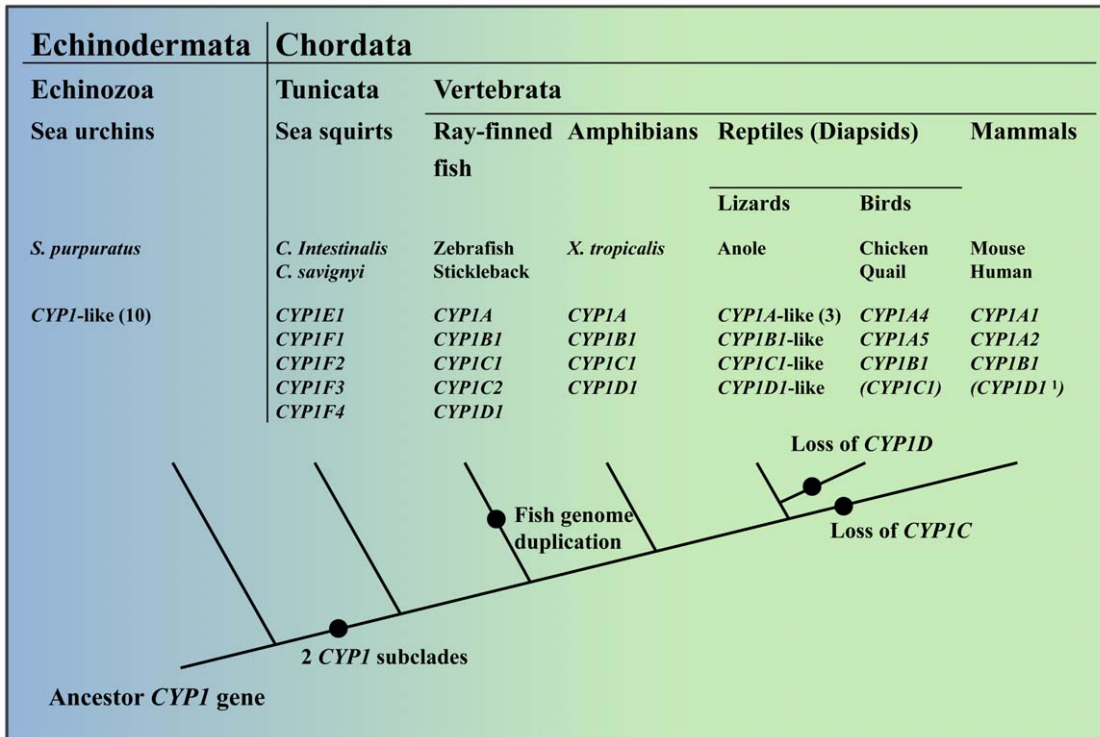 Echinodermata Chordata
Echinozoa Tunicata Vertebrata
Sea urchins Sea squirts Ray-finned Amphibians Reptiles (Diapsids) Mammals
fish
Lizards Birds
S. purpuratus C. Intestinalis Zebrafish X. tropicalis Anole Chicken Mouse
C. savignyi Stickleback Quail Human
CYP1-like (10) CYP1E1 CYP1A CYP1A CYP1A-like (3) CYP1A4 CYP1A1
CYP1F1 CYP1B1 CYP1B1 CYP1B1-like CYP1A5 CYP1A2
CYP1F2 CYP1C1 CYP1C1 CYP1C1-like CYP1B1 CYP1B1
CYP1F3 CYP1C2 CYP1D1 CYP1D1-like (CYP1C1) (CYP1D1 ¹)
CYP1F4 CYP1D1
Loss of CYP1D
Fish genome
duplication
Loss of CYP1C
2 CYP1 subclades
Ancestor CYP1 gene